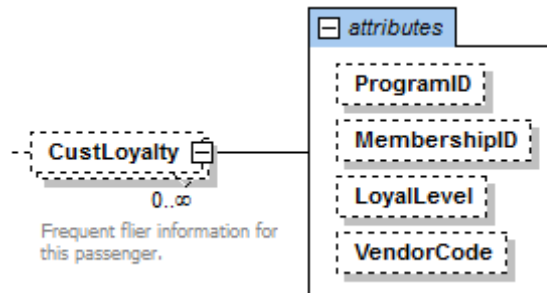 attributes
ProgramID
MembershipID
CustLoyalty
LoyalLevel
0..∞
Frequent flier information for
this passenger.
VendorCode